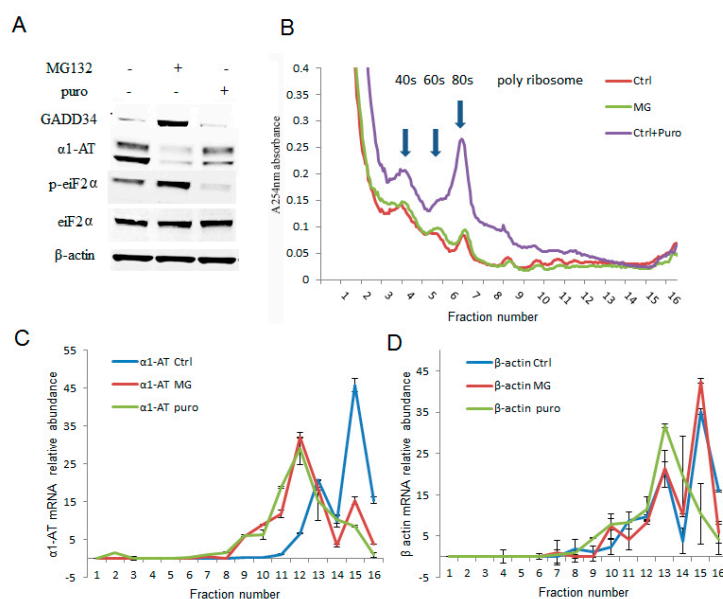 A
MG132 - + -
puro - - +
GADD34
α1-AT
p-eiF2α
eiF2α
β-actin
B
A254nm absorbance
0.4
0.35
0.3
0.25
0.2
0.15
0.1
0.05
0
40s 60s 80s poly ribosome
Ctrl
MG
Ctrl+Puro
1 2 3 4 5 6 7 8 9 10 11 12 13 14 15 16
Fraction number
C
α1-AT mRNA relative abundance
55
45
35
25
15
5
-5
α1-AT Ctrl
α1-AT MG
α1-AT puro
1 2 3 4 5 6 7 8 9 10 11 12 13 14 15 16
Fraction number
D
β actin mRNA relative abundance
45
35
25
15
5
-5
β-actin Ctrl
β-actin MG
β-actin puro
1 2 3 4 5 6 7 8 9 10 11 12 13 14 15 16
Fraction number